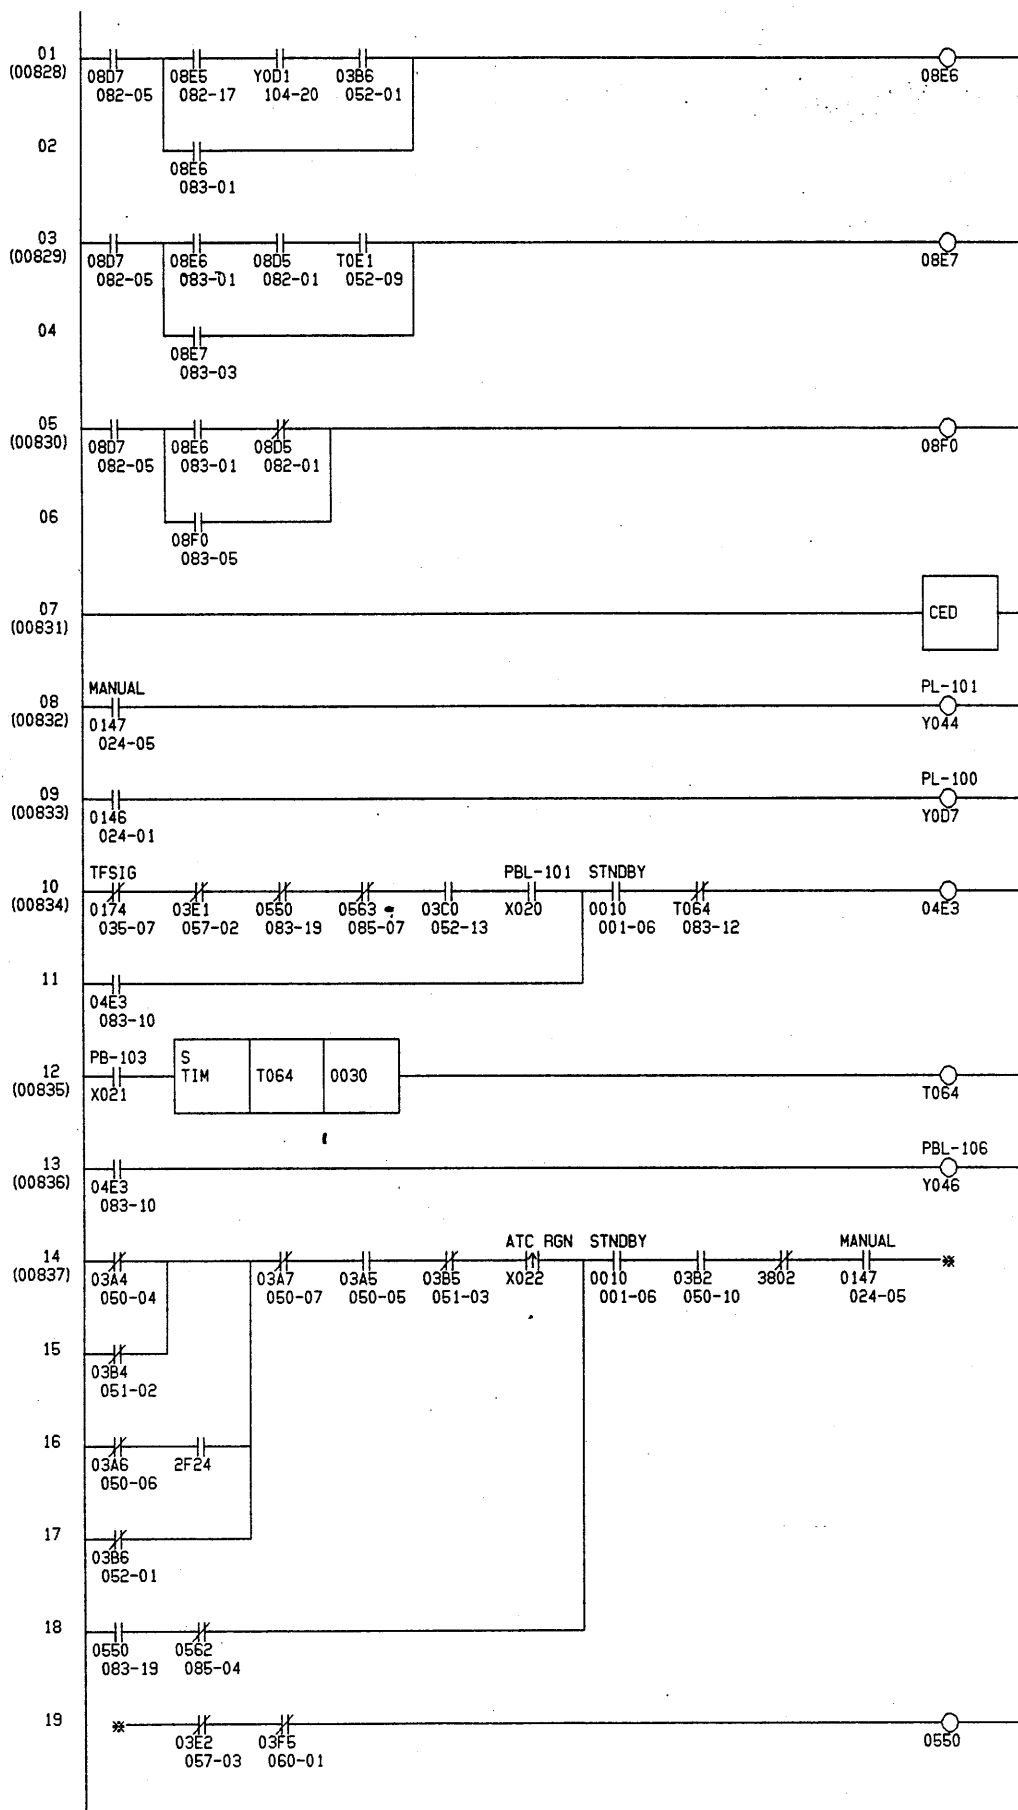 01
(00828)
08D7 08E5 Y0D1 03B6 08E6
082-05 082-17 104-20 052-01
02
08E6
083-01
03
(00829)
08D7 08E6 08D5 T0E1 08E7
082-05 083-01 082-01 052-09
04
08E7
083-03
05
(00830)
08D7 08E6 08D5 08F0
082-05 083-01 082-01
06
08F0
083-05
07
(00831)
CED
MANUAL PL-101
08
(00832)
0147 Y044
024-05
PL-100
09
(00833)
0146 Y0D7
024-01
TFSIG PBL-101 STNDBY
10
(00834)
0174 03E1 0550 0563 03C0 X020 0010 T064 04E3
035-07 057-02 083-19 085-07 052-13 001-06 083-12
11
04E3
083-10
PB-103 S
12 TIM T064 0030
(00835)
X021 T064
PBL-106
13
(00836)
04E3 Y046
083-10
ATC RGN STNDBY MANUAL
14 ※
(00837)
03A4 03A7 03A5 03B5 X022 0010 03B2 3802 0147
050-04 050-07 050-05 051-03 001-06 050-10 024-05
15
03B4
051-02
16
03A6 2F24
050-06
17
03B6
052-01
18
0550 0562
083-19 085-04
19 ※
03E2 03F5 0550
057-03 060-01